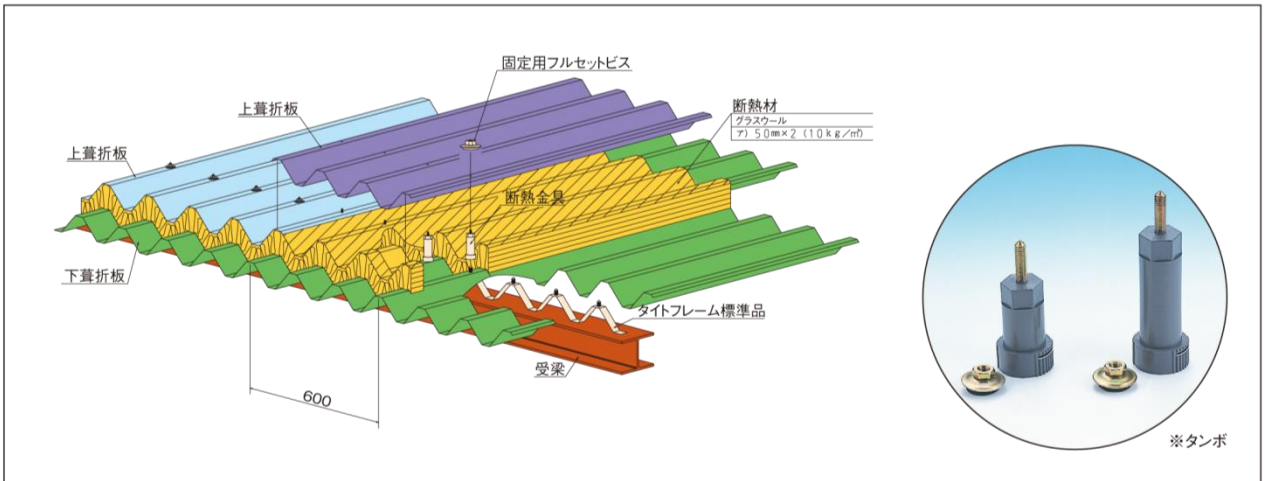 固定用フルセットビス
上葺折板
断熱材
グラスウール
ア) 50㎜×2 (10kg/㎥)
上葺折板
断熱金具
下葺折板
タイトフレーム標準品
受梁
600
※タンボ